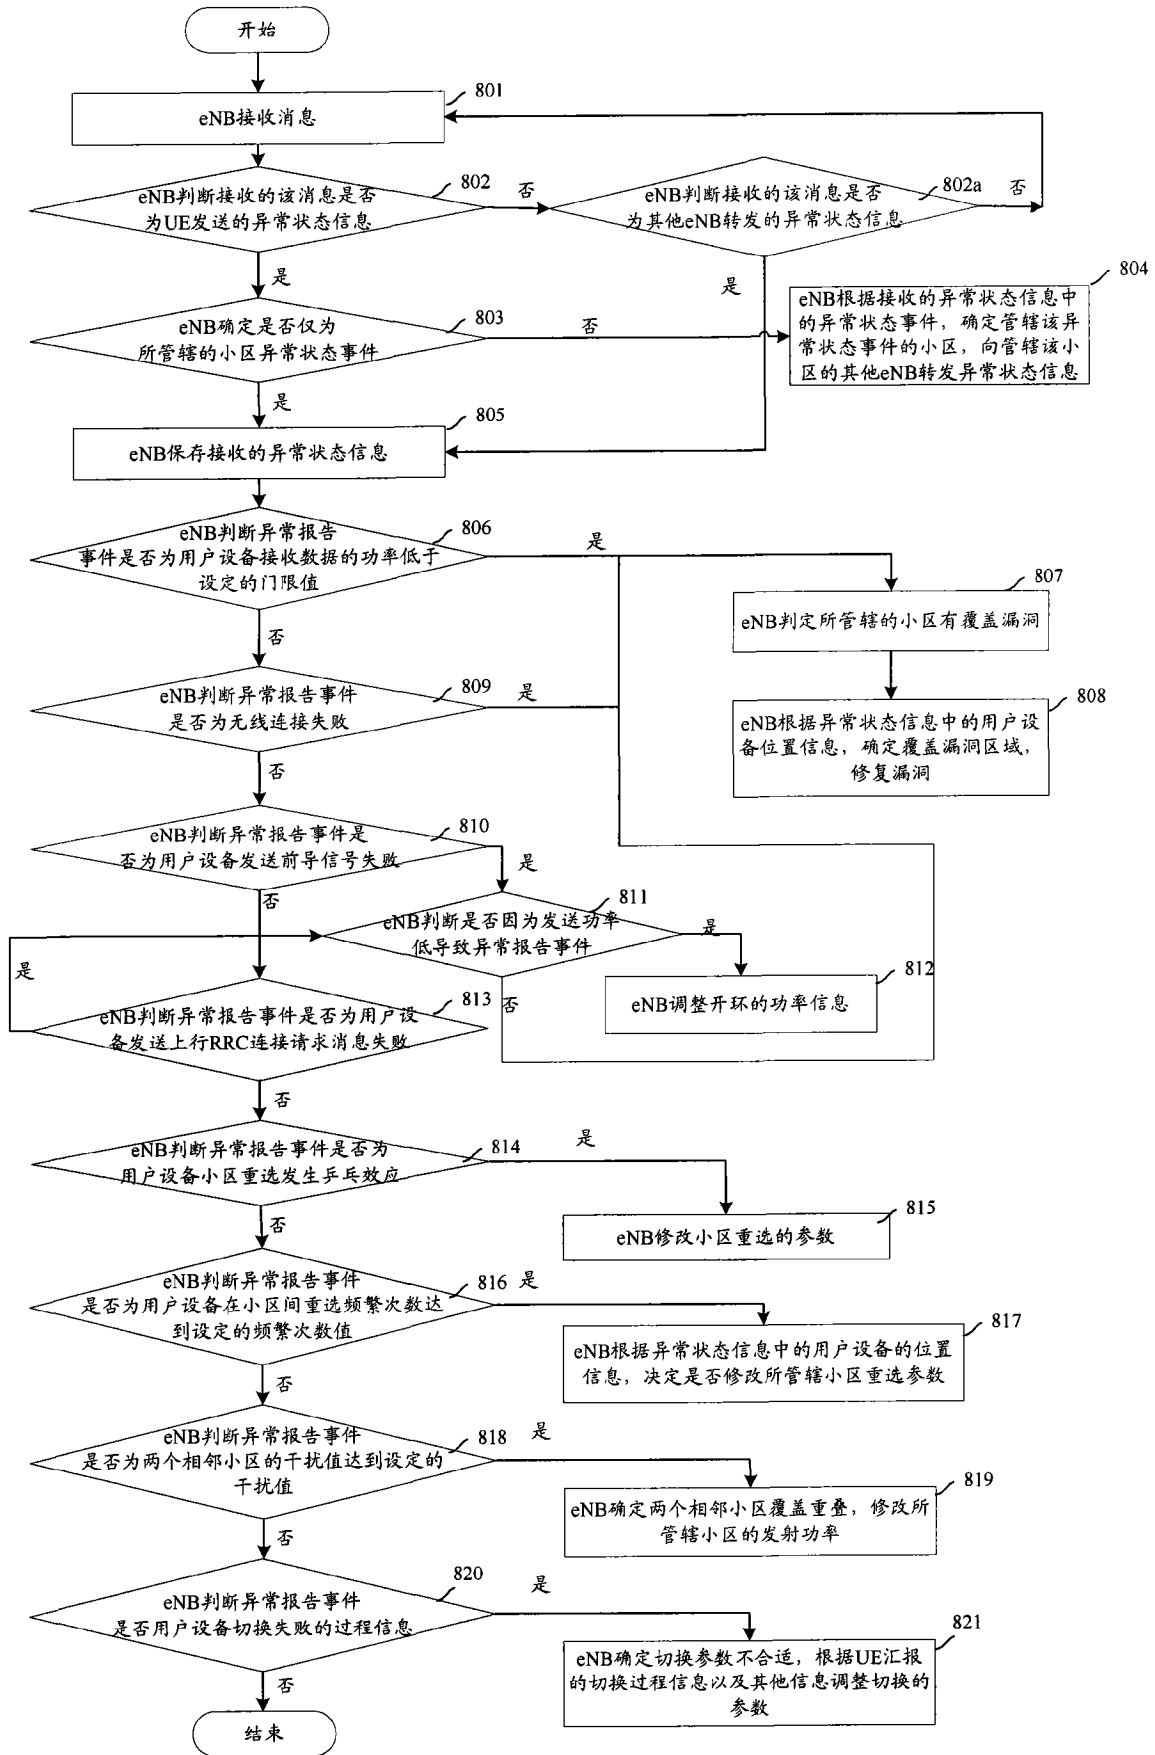 开始
801
eNB接收消息
eNB判断接收的该消息是否
为UE发送的异常状态信息
802
否
eNB判断接收的该消息是否
为其他eNB转发的异常状态信息
802a
否
是
是
eNB确定是否仅为
所管辖的小区异常状态事件
803
否
804
eNB根据接收的异常状态信息中
的异常状态事件，确定管辖该异
常状态事件的小区，向管辖该小
区的其他eNB转发异常状态信息
是
805
eNB保存接收的异常状态信息
eNB判断异常报告
事件是否为用户设备接收数据的功率低于
设定的门限值
806
是
807
eNB判定所管辖的小区有覆盖漏洞
否
eNB判断异常报告事件
是否为无线连接失败
809
是
808
eNB根据异常状态信息中的用户设
备位置信息，确定覆盖漏洞区域，
修复漏洞
否
eNB判断异常报告事件是
否为用户设备发送前导信号失败
810
是
否
811
eNB判断是否因为发送功率
低导致异常报告事件
是
是
812
eNB调整开环的功率信息
否
813
eNB判断异常报告事件是否为用户设
备发送上行RRC连接请求消息失败
否
eNB判断异常报告事件是否为
用户设备小区重选发生乒乓效应
814
是
815
eNB修改小区重选的参数
否
eNB判断异常报告事件
是否为用户设备在小区间重选频繁次数达
到设定的频繁次数值
816
是
817
eNB根据异常状态信息中的用户设备的位置
信息，决定是否修改所管辖小区重选参数
否
eNB判断异常报告事件
是否为两个相邻小区的干扰值达到设定的
干扰值
818
是
819
eNB确定两个相邻小区覆盖重叠，修改所
管辖小区的发射功率
否
eNB判断异常报告事件
是否用户设备切换失败的过程信息
820
是
821
eNB确定切换参数不合适，根据UE汇报
的切换过程信息以及其他信息调整切换的
参数
否
结束